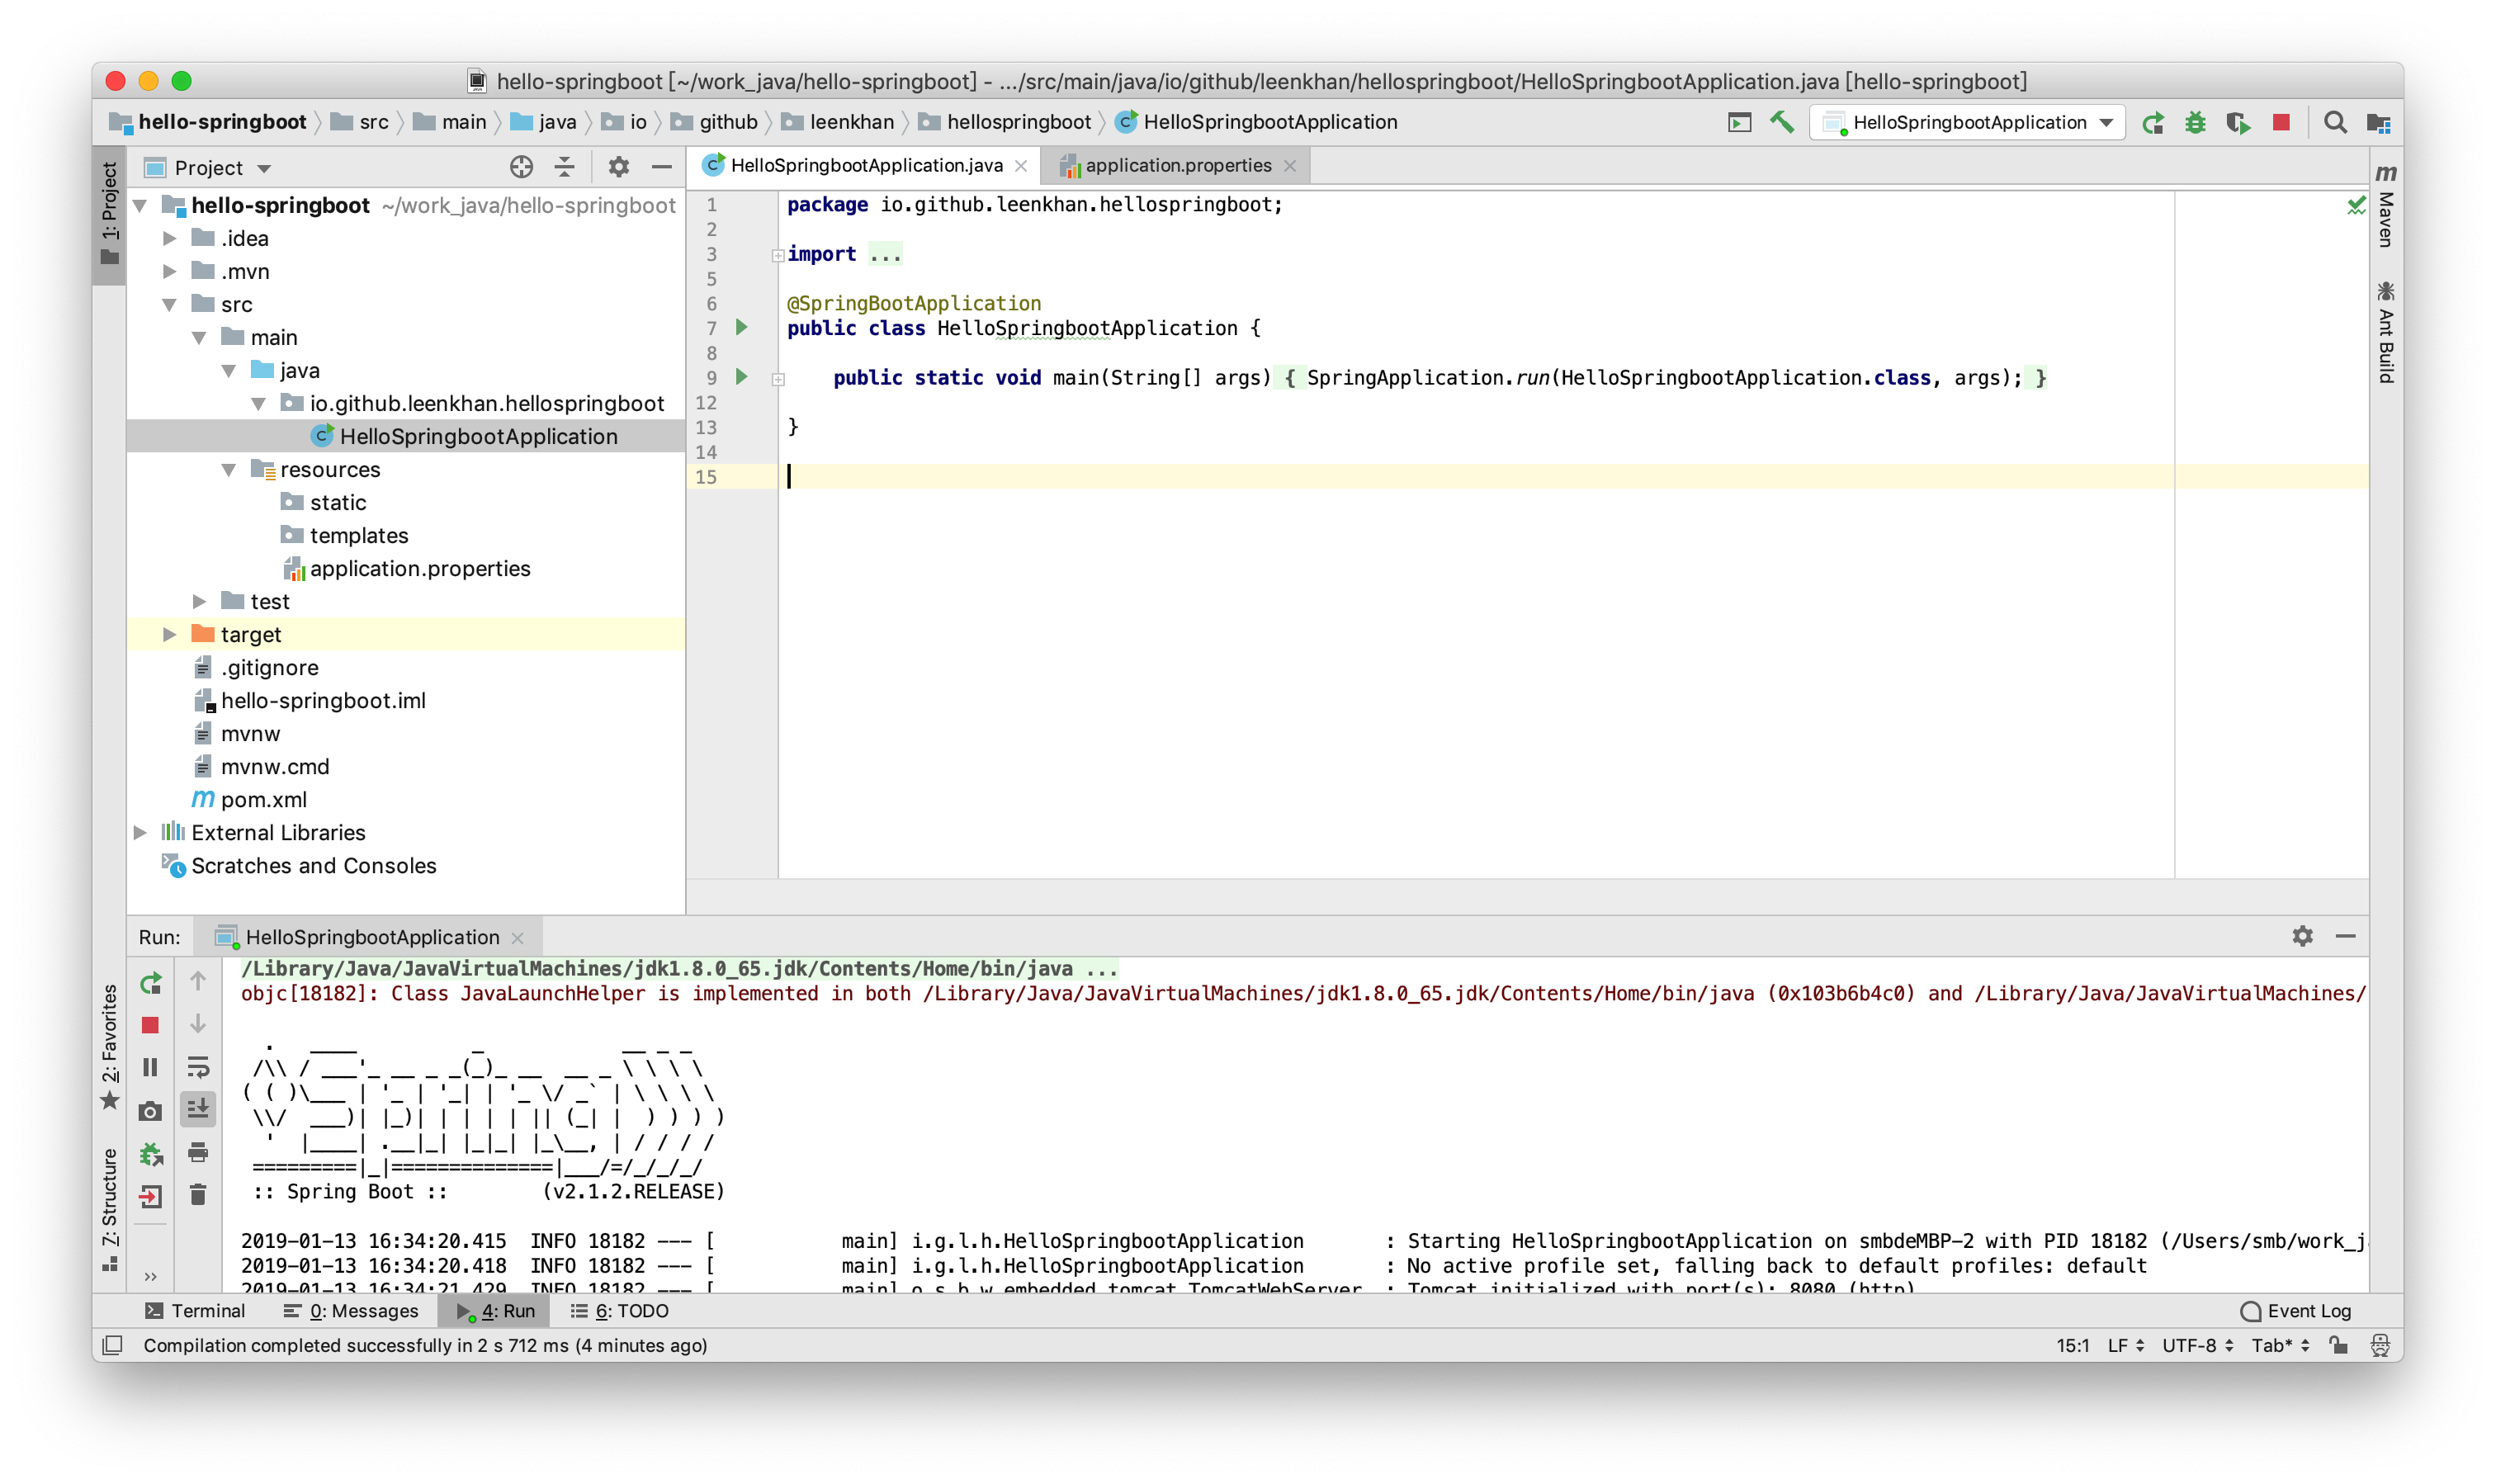 hello-springboot [~/work_java/hello-springboot] - .../src/main/java/io/github/leenkhan/hellospringboot/HelloSpringbootApplication.java [hello-springboot]
hello-springboot src main java io github leenkhan hellospringboot HelloSpringbootApplication HelloSpringbootApplication
1: Project
Project
hello-springboot ~/work_java/hello-springboot
.idea
.mvn
src
main
java
io.github.leenkhan.hellospringboot
HelloSpringbootApplication
resources
static
templates
application.properties
test
target
.gitignore
hello-springboot.iml
mvnw
mvnw.cmd
pom.xml
External Libraries
Scratches and Consoles
HelloSpringbootApplication.java application.properties
1 package io.github.leenkhan.hellospringboot;
2
3 import ...
5
6 @SpringBootApplication
7 public class HelloSpringbootApplication {
8
9 public static void main(String[] args) { SpringApplication.run(HelloSpringbootApplication.class, args); }
12
13 }
14
15
Maven
Ant Build
2: Favorites
7: Structure
Run: HelloSpringbootApplication
/Library/Java/JavaVirtualMachines/jdk1.8.0_65.jdk/Contents/Home/bin/java ...
objc[18182]: Class JavaLaunchHelper is implemented in both /Library/Java/JavaVirtualMachines/jdk1.8.0_65.jdk/Contents/Home/bin/java (0x103b6b4c0) and /Library/Java/JavaVirtualMachines/
  .   ____          _            __ _ _
 /\\ / ___'_ __ _ _(_)_ __  __ _ \ \ \ \
( ( )\___ | '_ | '_| | '_ \/ _` | \ \ \ \
 \\/  ___)| |_)| | | | | || (_| |  ) ) ) )
  '  |____| .__|_| |_|_| |_\__, | / / / /
 =========|_|==============|___/=/_/_/_/
 :: Spring Boot ::        (v2.1.2.RELEASE)
2019-01-13 16:34:20.415  INFO 18182 --- [           main] i.g.l.h.HelloSpringbootApplication       : Starting HelloSpringbootApplication on smbdeMBP-2 with PID 18182 (/Users/smb/work_j
2019-01-13 16:34:20.418  INFO 18182 --- [           main] i.g.l.h.HelloSpringbootApplication       : No active profile set, falling back to default profiles: default
2019-01-13 16:34:21.429  INFO 18182 --- [           main] o.s.b.w.embedded.tomcat.TomcatWebServer  : Tomcat initialized with port(s): 8080 (http)
Terminal 0: Messages 4: Run 6: TODO Event Log
Compilation completed successfully in 2 s 712 ms (4 minutes ago) 15:1 LF UTF-8 Tab*